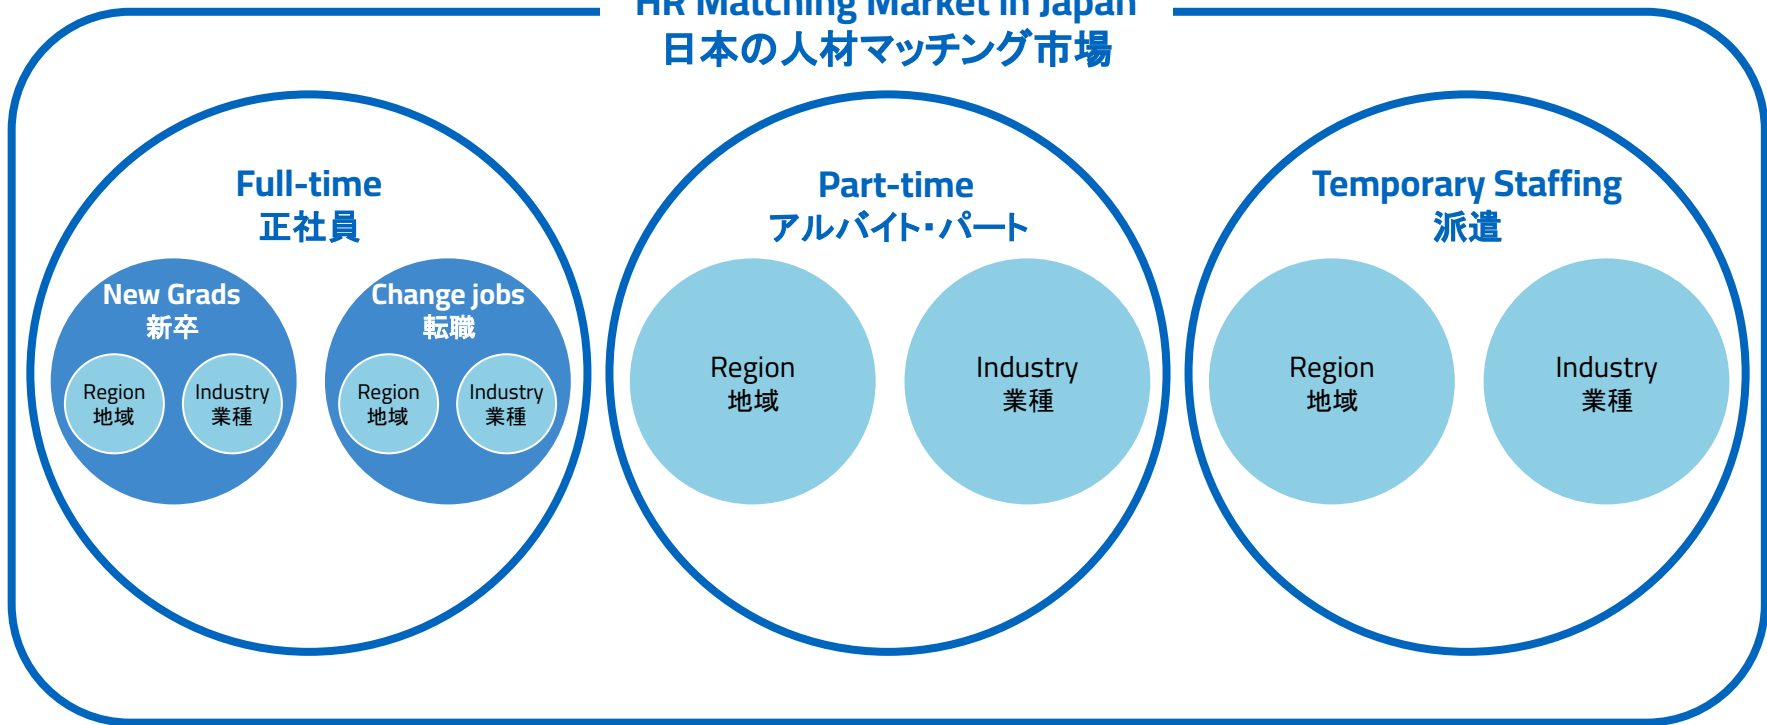 HR Matching Market in Japan
日本の人材マッチング市場
Full-time
正社員
New Grads
新卒
Region
地域
Industry
業種
Change jobs
転職
Region
地域
Industry
業種
Part-time
アルバイト・パート
Region
地域
Industry
業種
Temporary Staffing
派遣
Region
地域
Industry
業種